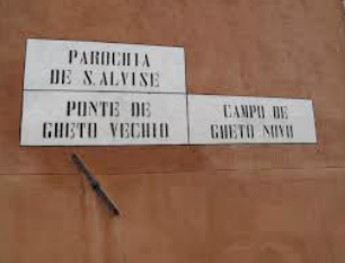 PAROCHIA
DE S. ALVISE
PONTE DE
GHETO VECHIO
CAMPO DE
GHETO NOVO